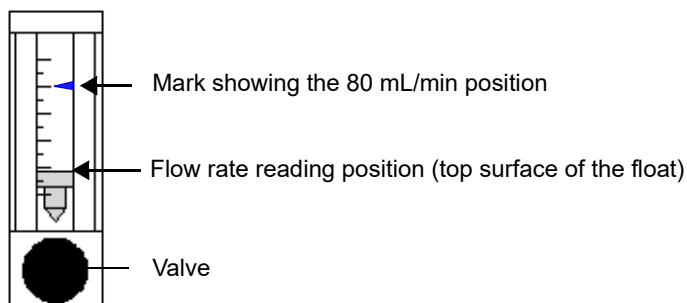 Mark showing the 80 mL/min position
Flow rate reading position (top surface of the float)
Valve